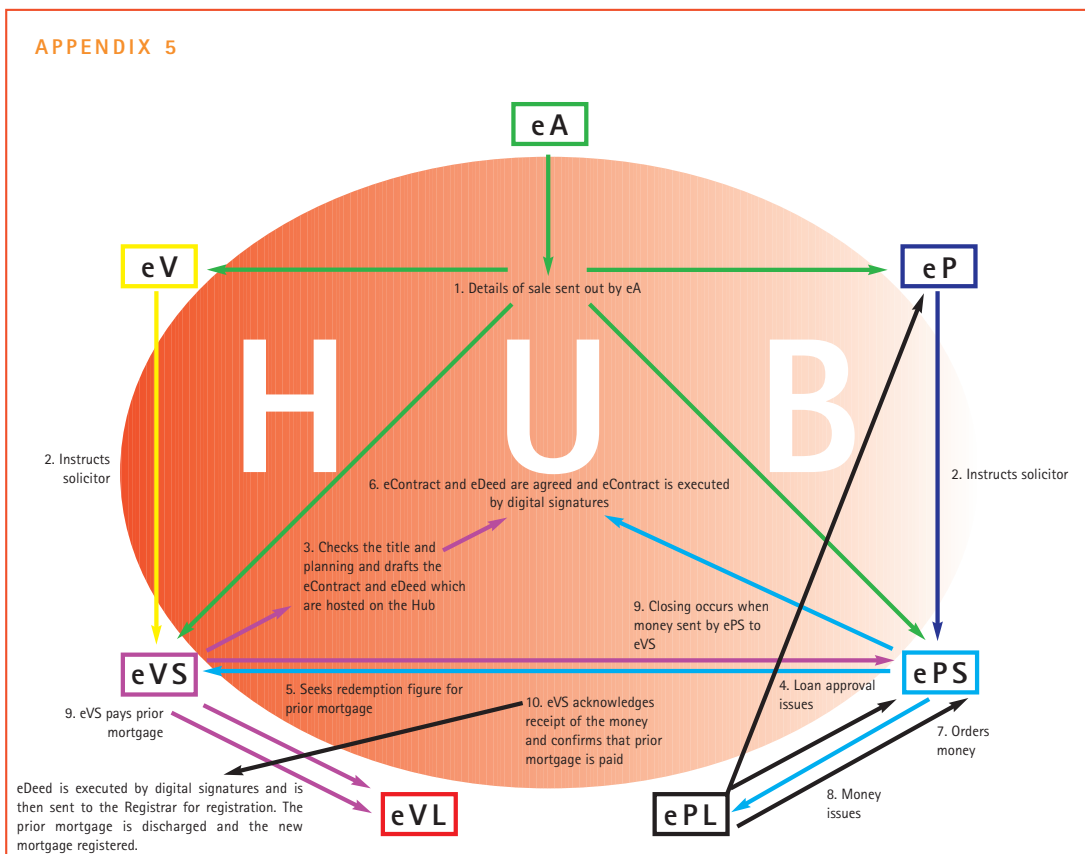 APPENDIX 5
eA
eV
eP
1. Details of sale sent out by eA
HUB
2. Instructs
solicitor
2. Instructs solicitor
6. eContract and eDeed are agreed and eContract is executed
by digital signatures
3. Checks the title and
planning and drafts the
eContract and eDeed which
are hosted on the Hub
9. Closing occurs when
money sent by ePS to
eVS
eVS
ePS
5. Seeks redemption figure for
prior mortgage
4. Loan approval
issues
9. eVS pays prior
mortgage
10. eVS acknowledges
receipt of the money
and confirms that prior
mortgage is paid
7. Orders
money
eDeed is executed by digital signatures and is
then sent to the Registrar for registration. The
prior mortgage is discharged and the new
mortgage registered.
eVL
ePL
8. Money
issues